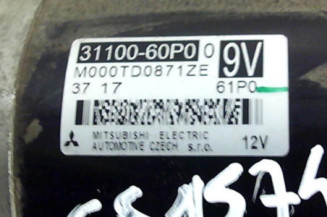 31100-60P0 0 9V
M000TD0871ZE
37 17 61P0
MITSUBISHI ELECTRIC
AUTOMOTIVE CZECH s.r.o. 12V